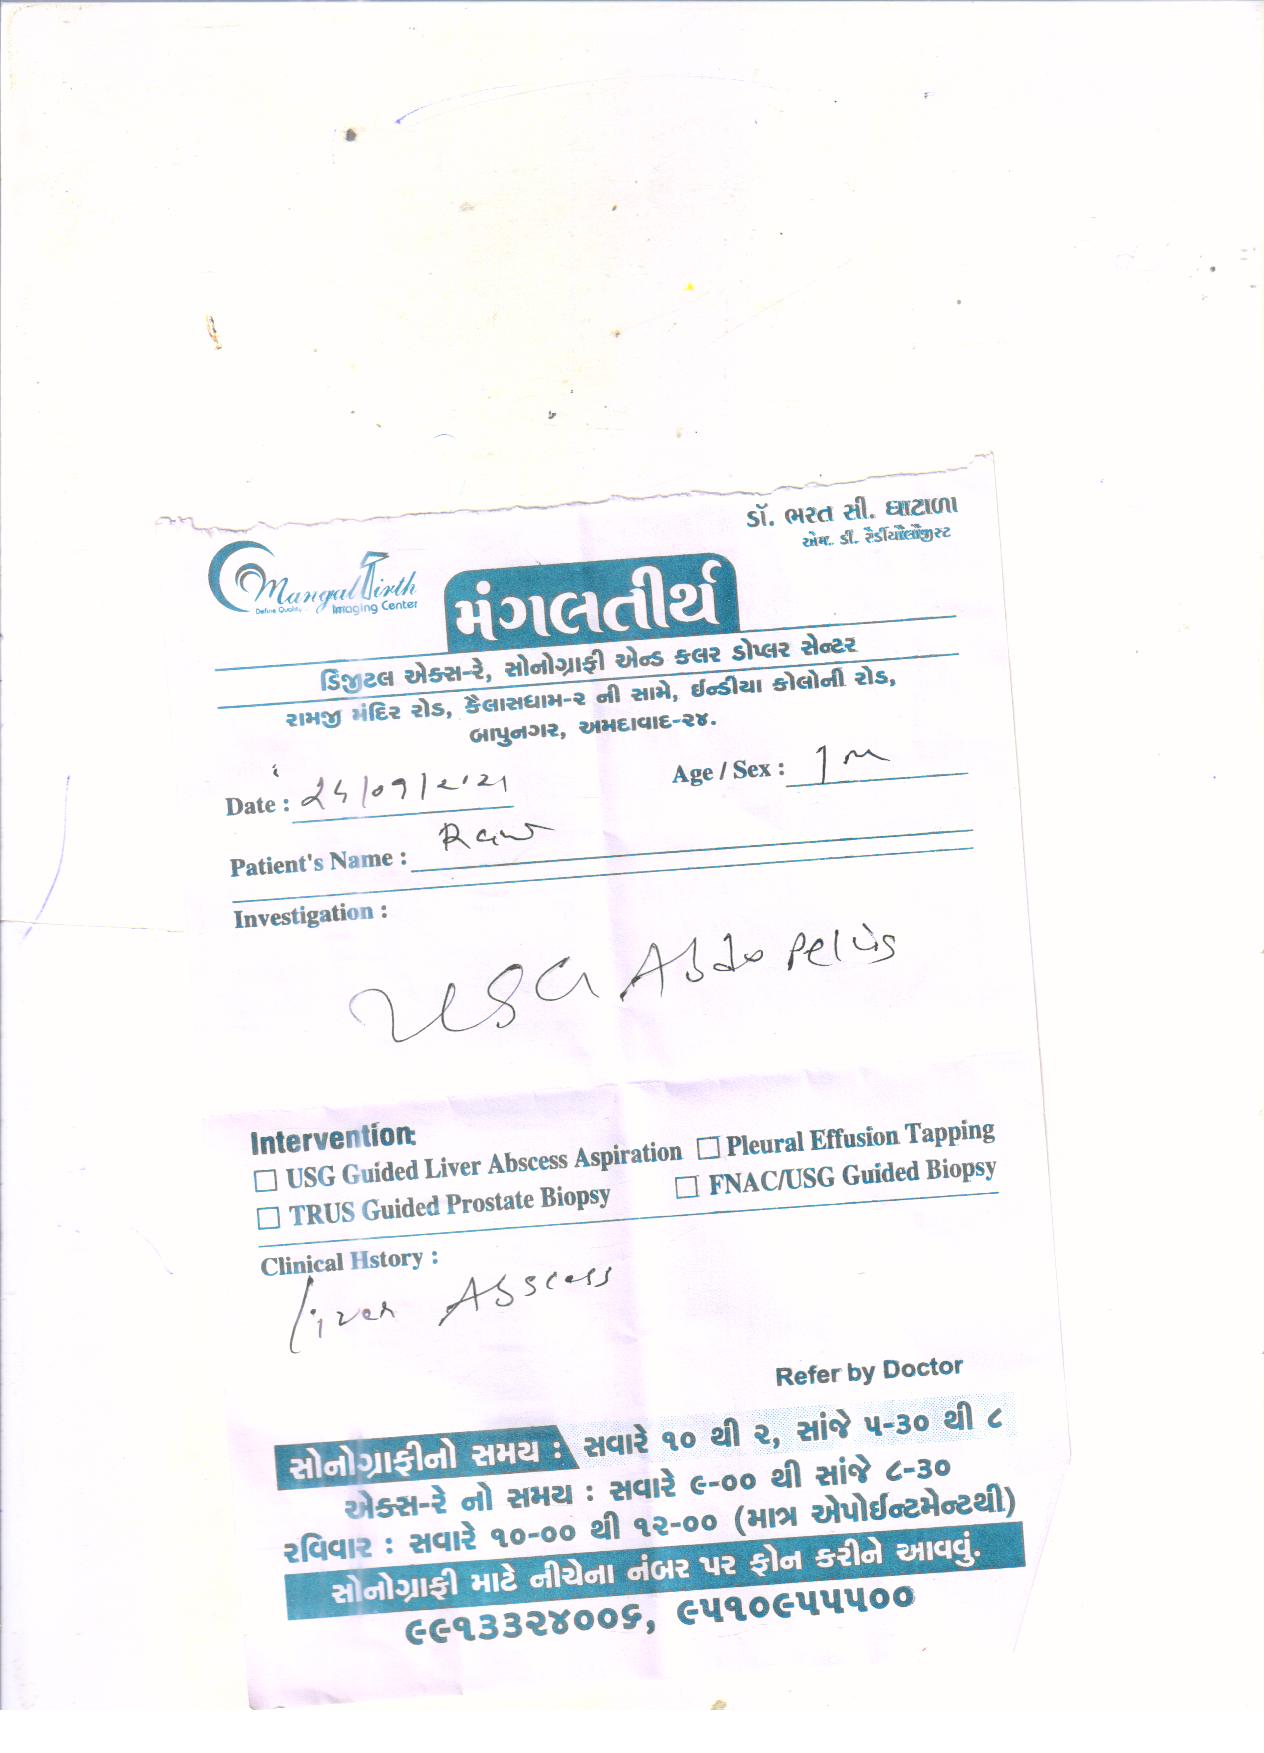 ડૉ. ભરત સી. ઘાટાળા
એમ. ડી. રેડીયોલોજીસ્ટ
Mangal Tirth
Define Quality Imaging Center
મંગલતીર્થ
ડિજીટલ એક્સ-રે, સોનોગ્રાફી એન્ડ કલર ડોપ્લર સેન્ટર
રામજી મંદિર રોડ, કૈલાસધામ-૨ ની સામે, ઈન્ડીયા કોલોની રોડ,
બાપુનગર, અમદાવાદ-૨૪.
Date : /09/2021 Age / Sex :
Patient's Name :
Investigation :
USG Abdo Pelvis
Intervention:
☐ USG Guided Liver Abscess Aspiration ☐ Pleural Effusion Tapping
☐ TRUS Guided Prostate Biopsy ☐ FNAC/USG Guided Biopsy
Clinical Hstory :
Liver Abscess
Refer by Doctor
સોનોગ્રાફીનો સમય : સવારે ૧૦ થી ૨, સાંજે ૫-૩૦ થી ૮
એક્સ-રે નો સમય : સવારે ૯-૦૦ થી સાંજે ૮-૩૦
રવિવાર : સવારે ૧૦-૦૦ થી ૧૨-૦૦ (માત્ર એપોઈન્ટમેન્ટથી)
સોનોગ્રાફી માટે નીચેના નંબર પર ફોન કરીને આવવું.
૯૯૧૩૩૨૪૦૦૬, ૯૫૧૦૯૫૫૫૦૦